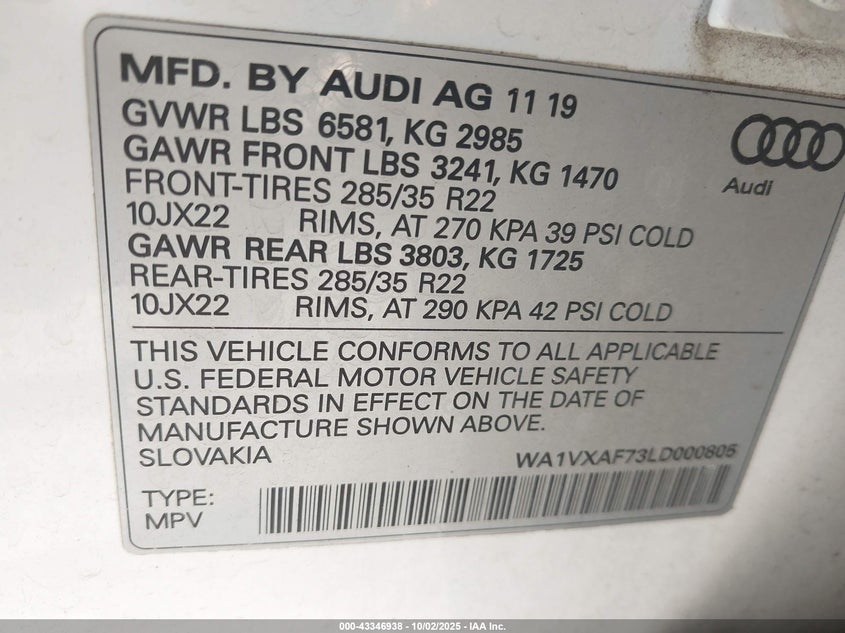 MFD. BY AUDI AG 11 19
GVWR LBS 6581, KG 2985
GAWR FRONT LBS 3241, KG 1470
FRONT-TIRES 285/35 R22
10JX22 RIMS, AT 270 KPA 39 PSI COLD
GAWR REAR LBS 3803, KG 1725
REAR-TIRES 285/35 R22
10JX22 RIMS, AT 290 KPA 42 PSI COLD
Audi
THIS VEHICLE CONFORMS TO ALL APPLICABLE
U.S. FEDERAL MOTOR VEHICLE SAFETY
STANDARDS IN EFFECT ON THE DATE OF
MANUFACTURE SHOWN ABOVE.
SLOVAKIA WA1VXAF73LD000805
TYPE:
MPV
000-43346938 - 10/02/2025 - IAA Inc.